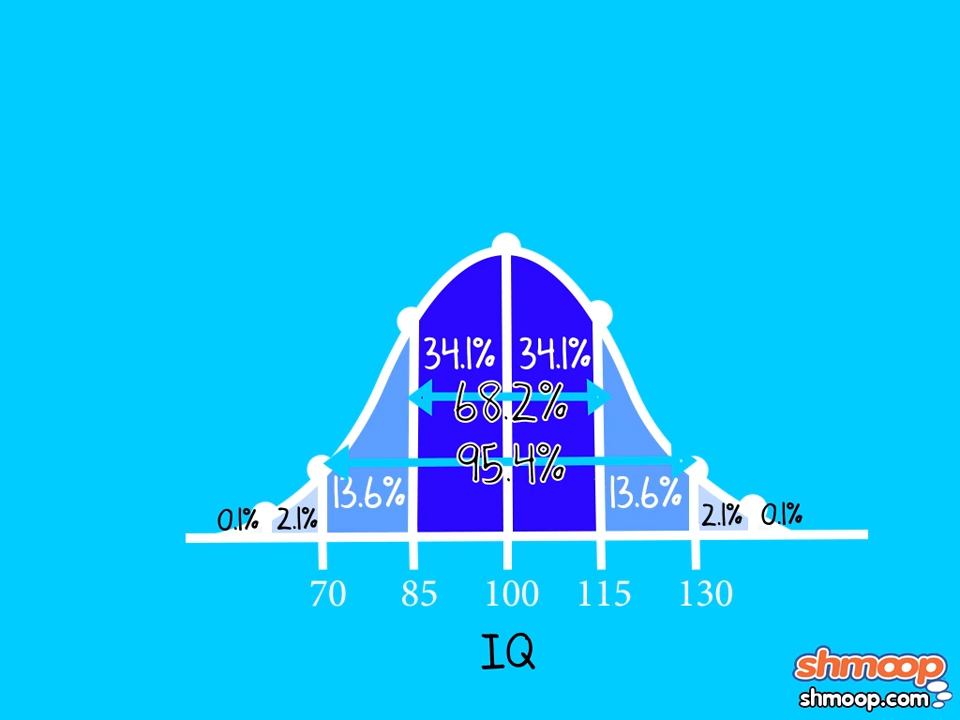 34.1% 34.1%
68.2%
95.4%
13.6% 13.6%
0.1% 2.1% 2.1% 0.1%
70 85 100 115 130
IQ
shmoop
shmoop.com